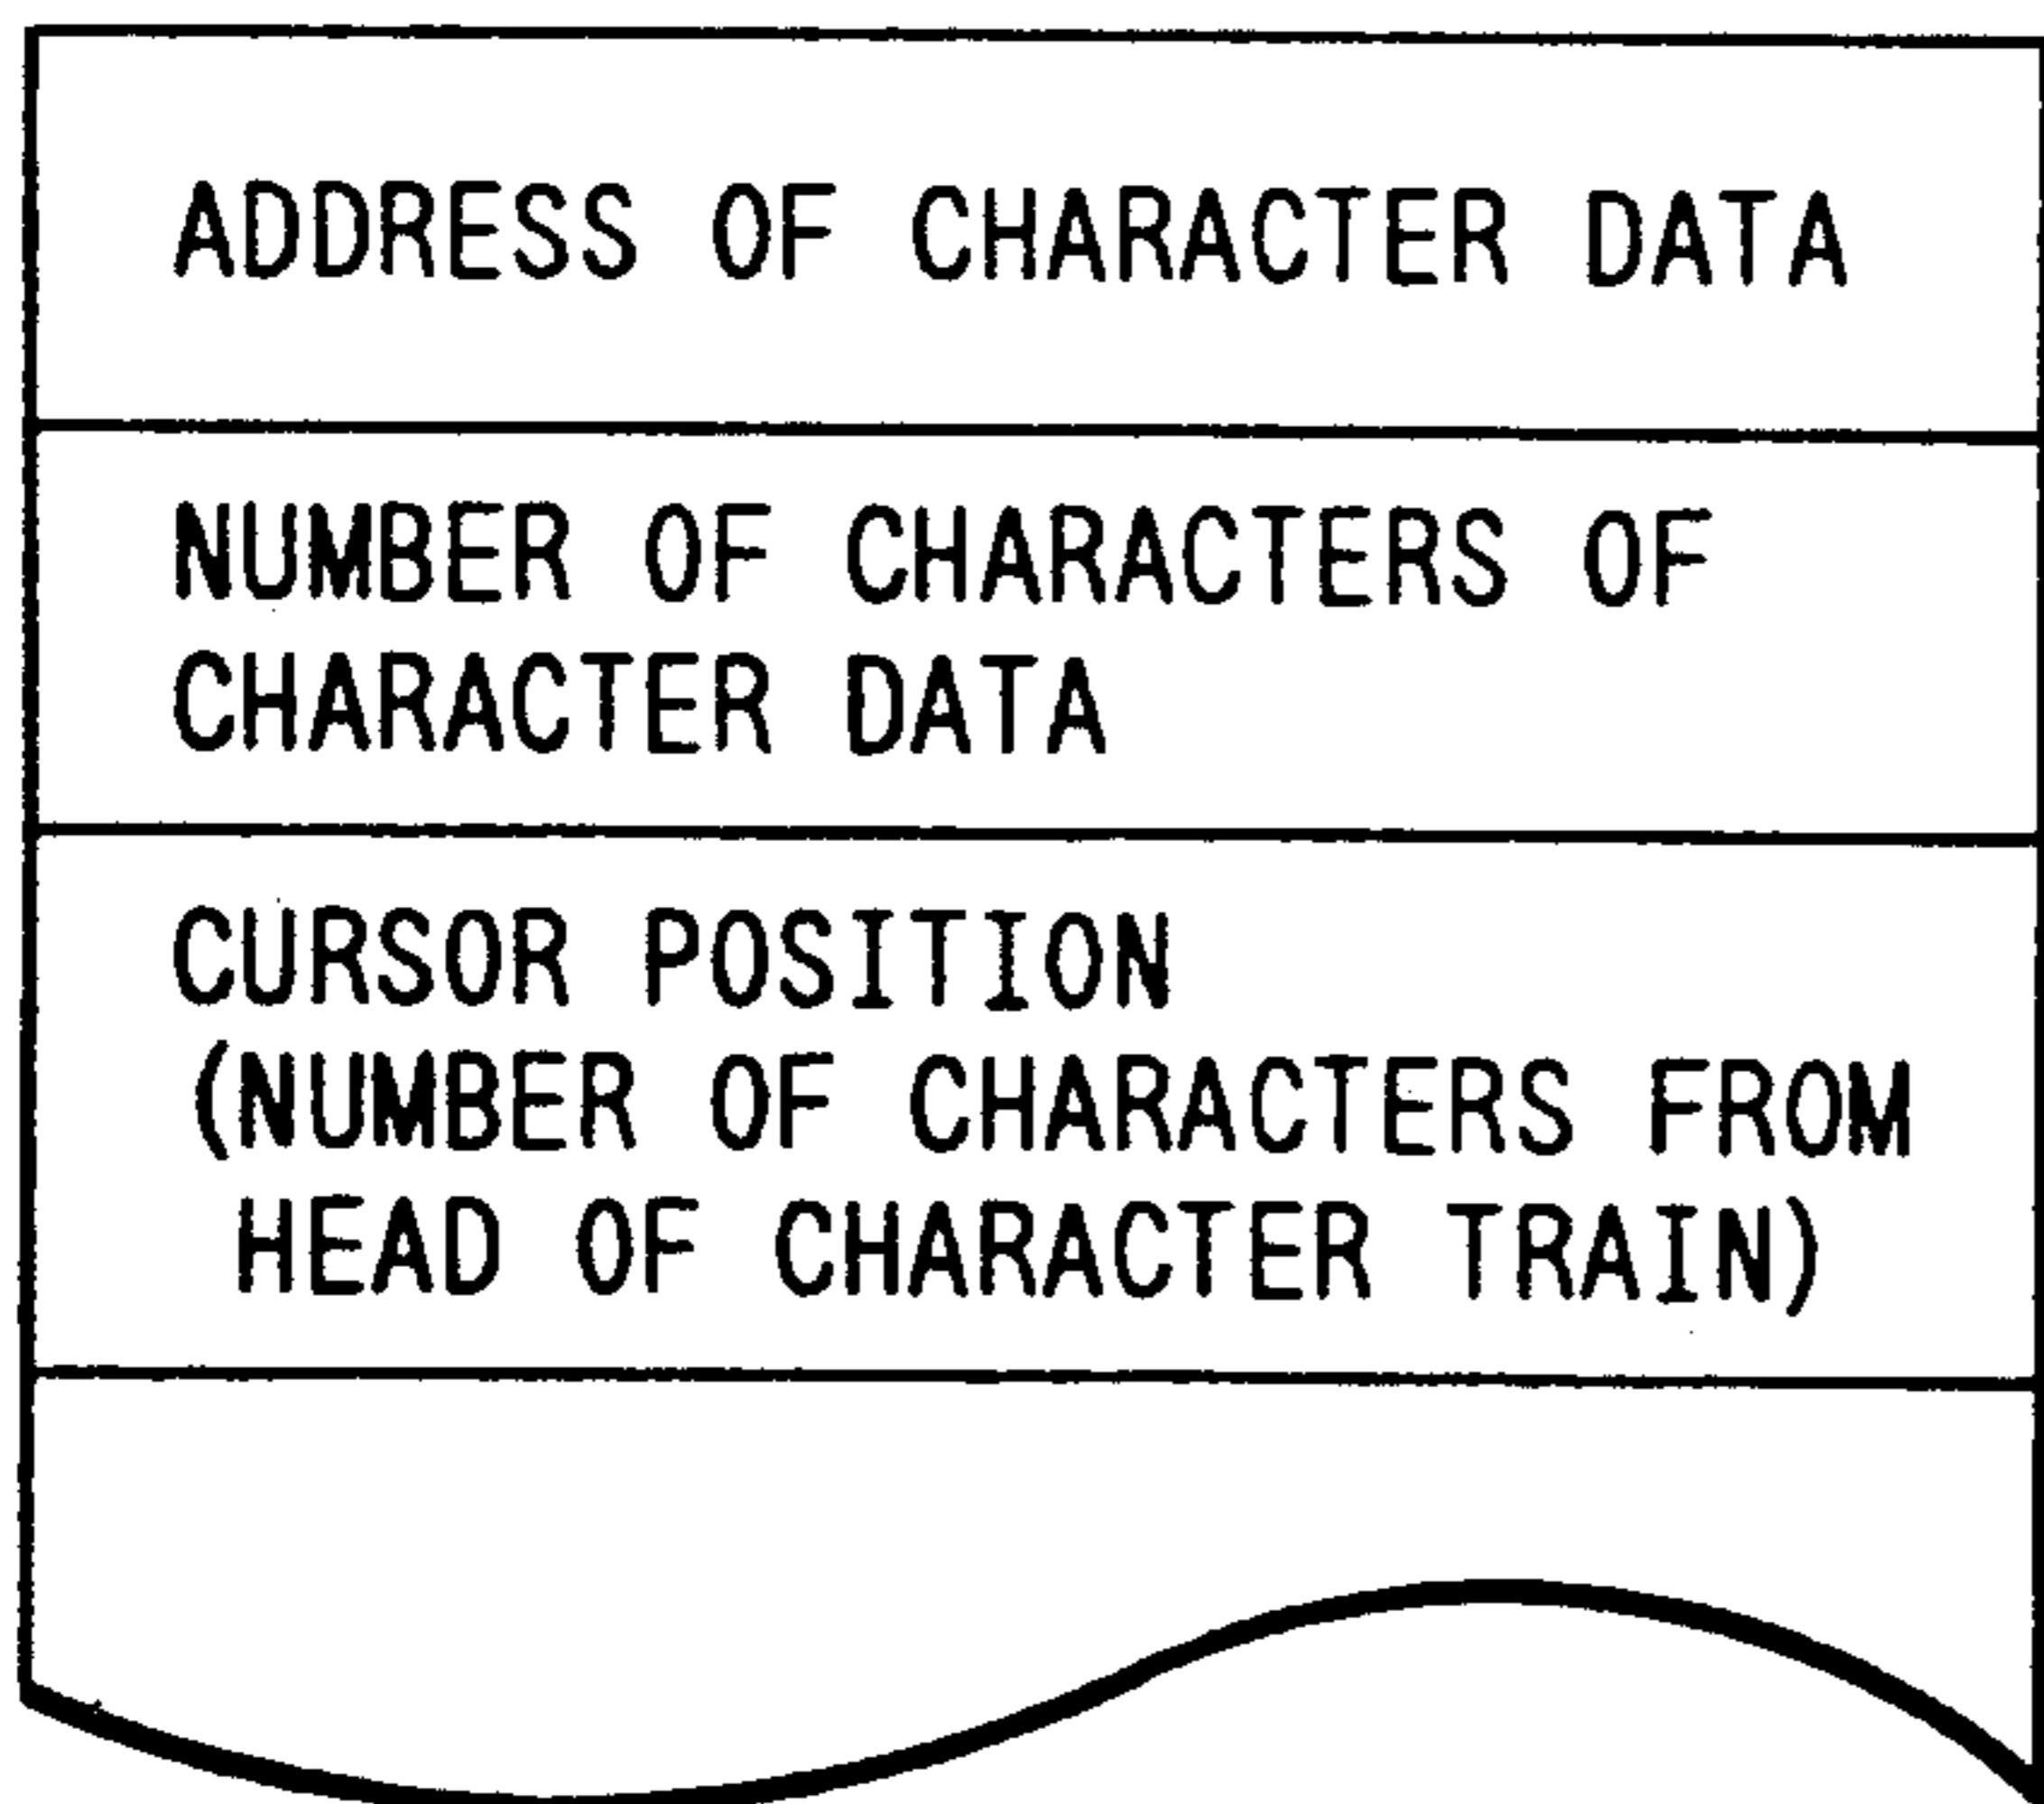 ADDRESS OF CHARACTER DATA
NUMBER OF CHARACTERS OF
CHARACTER DATA
CURSOR POSITION
(NUMBER OF CHARACTERS FROM
HEAD OF CHARACTER TRAIN)